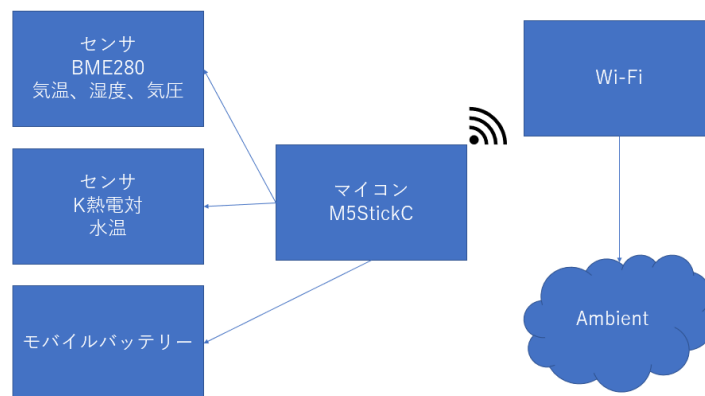 センサ
BME280
気温、湿度、気圧
センサ
K熱電対
水温
モバイルバッテリー
マイコン
M5StickC
Wi-Fi
Ambient